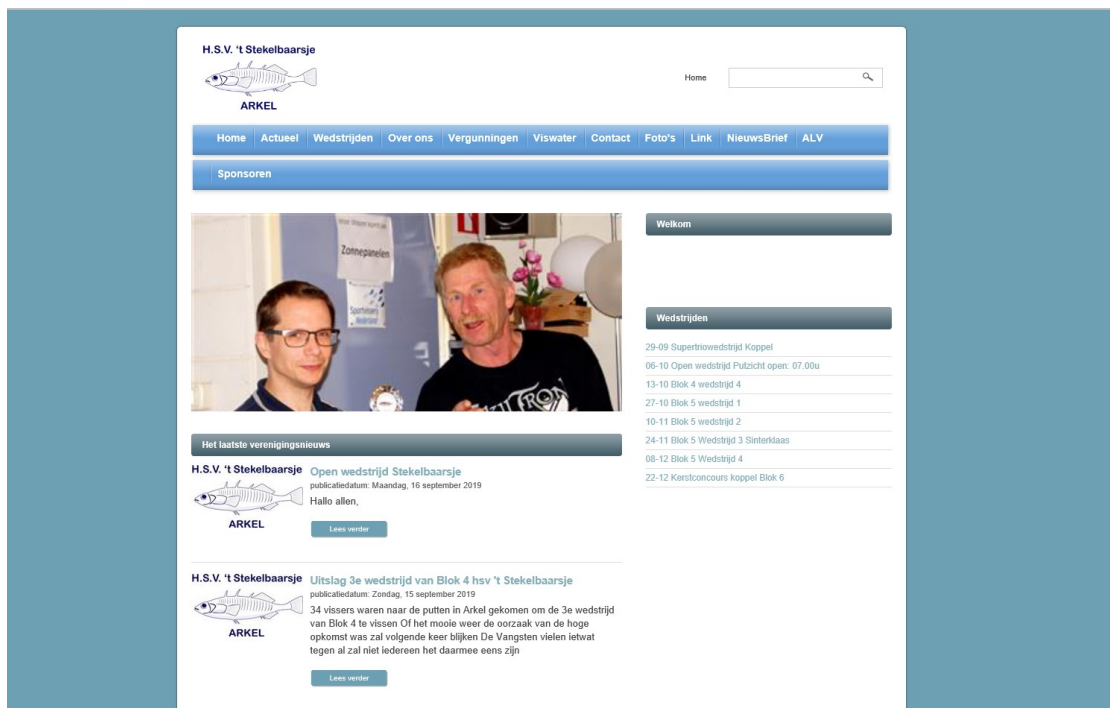 H.S.V. 't Stekelbaarsje
ARKEL
Home
Home Actueel Wedstrijden Over ons Vergunningen Viswater Contact Foto's Link NieuwsBrief ALV
Sponsoren
Zonnepanelen
Sportvisserij
Nederland
Welkom
Wedstrijden
29-09 Supertriowedstrijd Koppel
06-10 Open wedstrijd Putzicht open: 07.00u
13-10 Blok 4 wedstrijd 4
27-10 Blok 5 wedstrijd 1
10-11 Blok 5 wedstrijd 2
24-11 Blok 5 Wedstrijd 3 Sinterklaas
08-12 Blok 5 Wedstrijd 4
22-12 Kerstconcours koppel Blok 6
Het laatste verenigingsnieuws
H.S.V. 't Stekelbaarsje
ARKEL
Open wedstrijd Stekelbaarsje
publicatiedatum: Maandag, 16 september 2019
Hallo allen,
Lees verder
H.S.V. 't Stekelbaarsje
ARKEL
Uitslag 3e wedstrijd van Blok 4 hsv 't Stekelbaarsje
publicatiedatum: Zondag, 15 september 2019
34 vissers waren naar de putten in Arkel gekomen om de 3e wedstrijd
van Blok 4 te vissen Of het mooie weer de oorzaak van de hoge
opkomst was zal volgende keer blijken De Vangsten vielen ietwat
tegen al zal niet iedereen het daarmee eens zijn
Lees verder